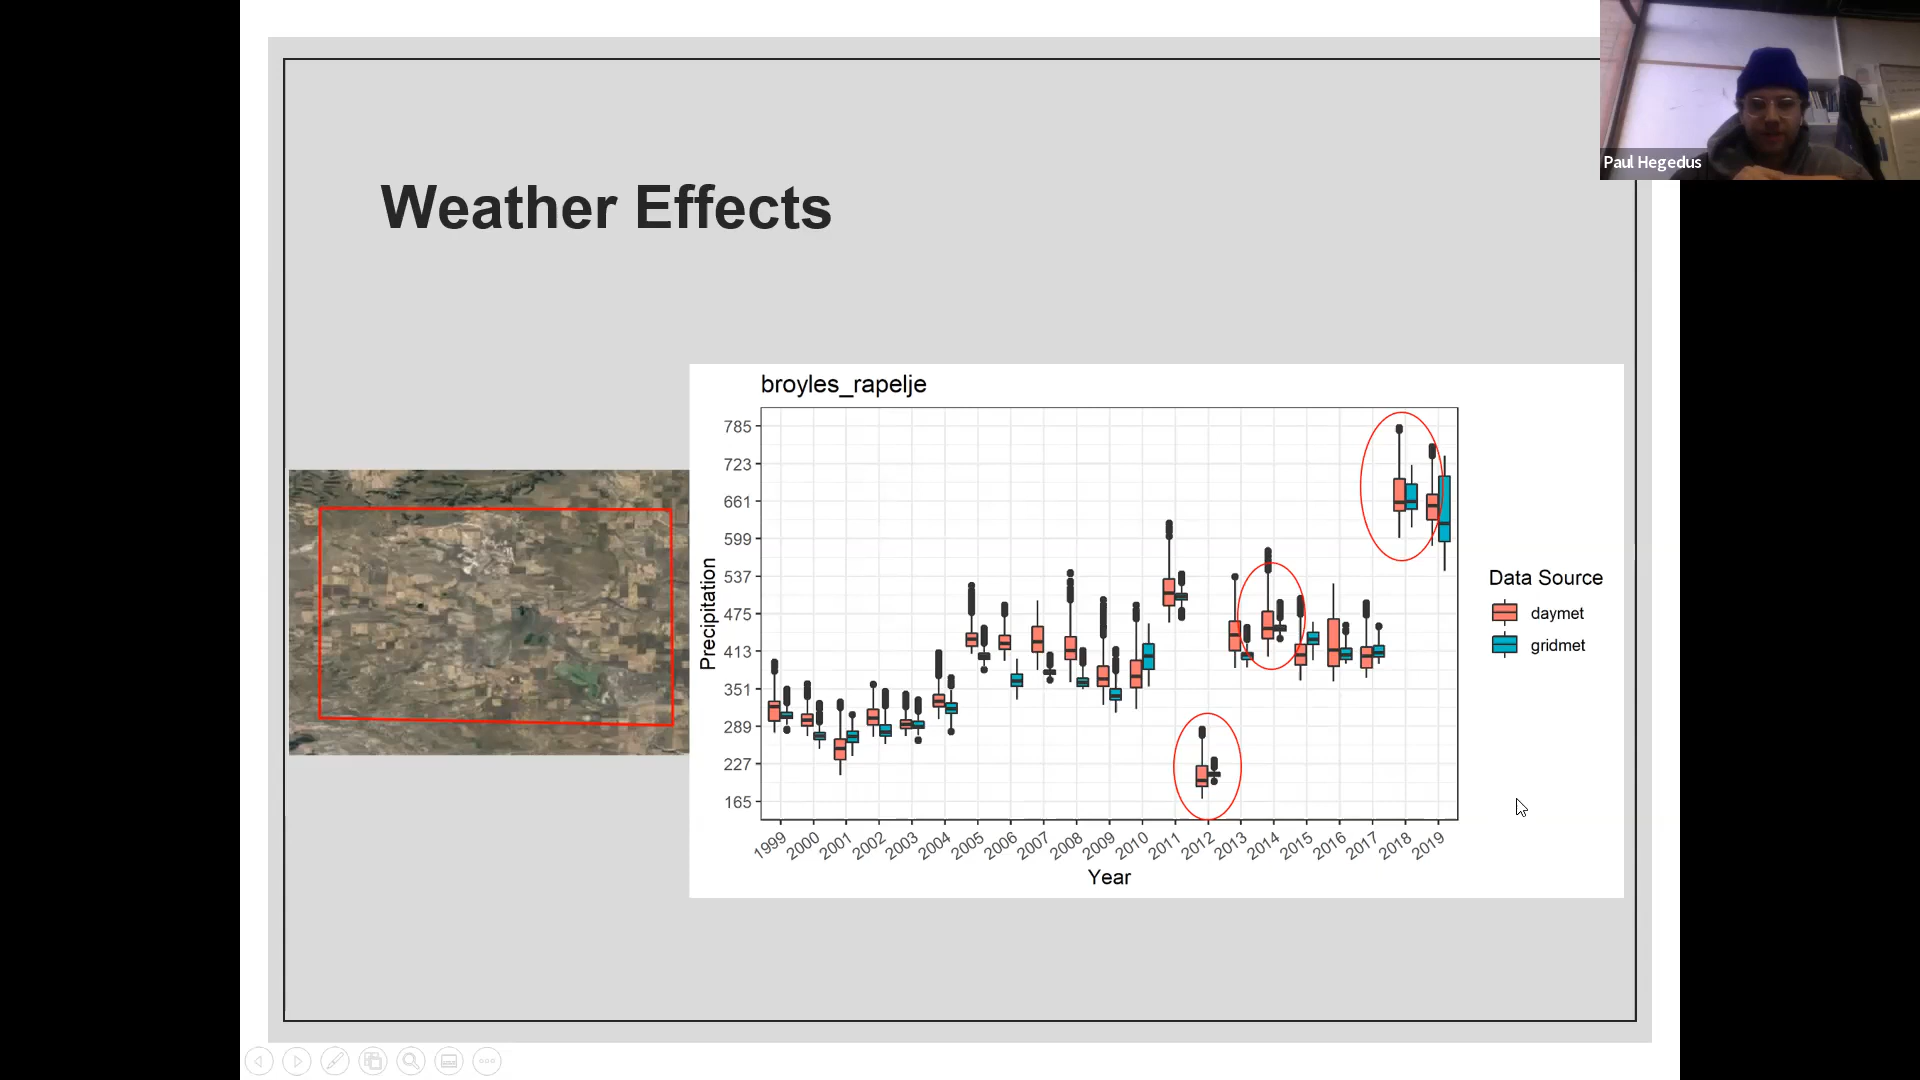 Paul Hegedus
Weather Effects
broyles_rapelje
785
723
661
599
537
475
413
351
289
227
165
Precipitation
1999 2000 2001 2002 2003 2004 2005 2006 2007 2008 2009 2010 2011 2012 2013 2014 2015 2016 2017 2018 2019
Year
Data Source
daymet
gridmet